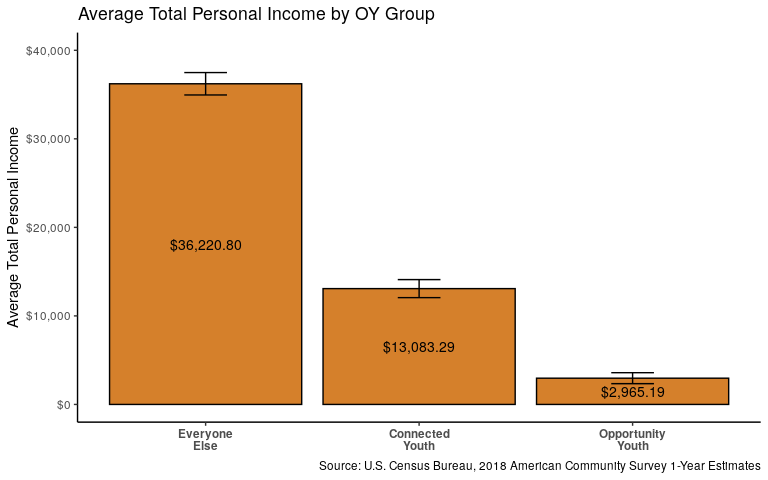 Average Total Personal Income by OY Group
Average Total Personal Income
$40,000
$30,000
$20,000
$10,000
$0
$36,220.80
$13,083.29
$2,965.19
Everyone
Else
Connected
Youth
Opportunity
Youth
Source: U.S. Census Bureau, 2018 American Community Survey 1-Year Estimates